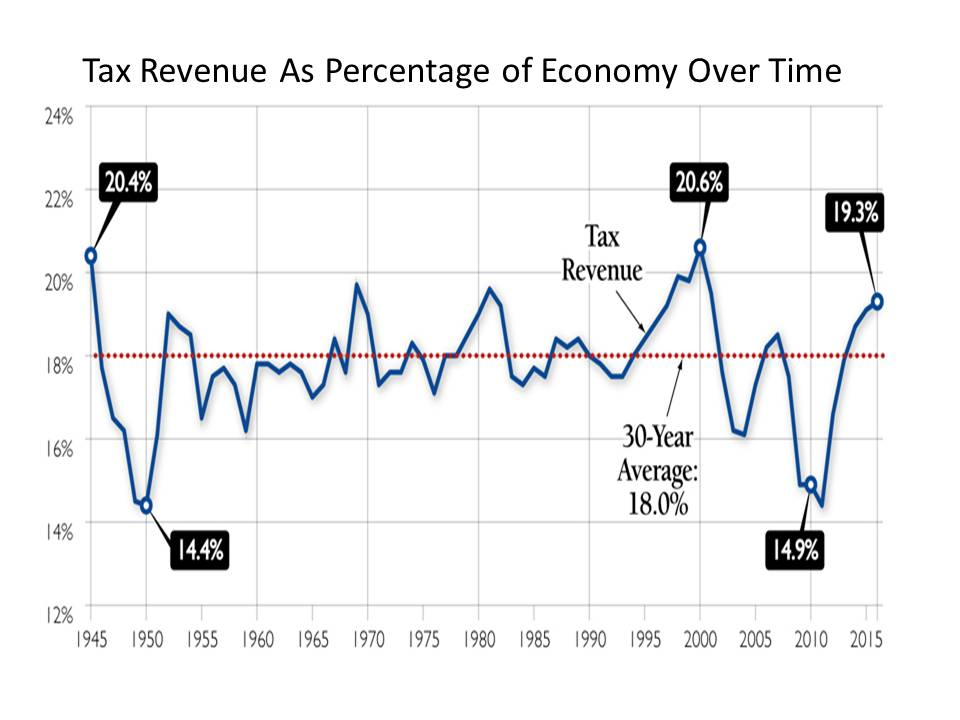 Tax Revenue As Percentage of Economy Over Time
24%
22%
20%
18%
16%
14%
12%
20.4%
14.4%
Tax
Revenue
20.6%
19.3%
30-Year
Average:
18.0%
14.9%
1945 1950 1955 1960 1965 1970 1975 1980 1985 1990 1995 2000 2005 2010 2015